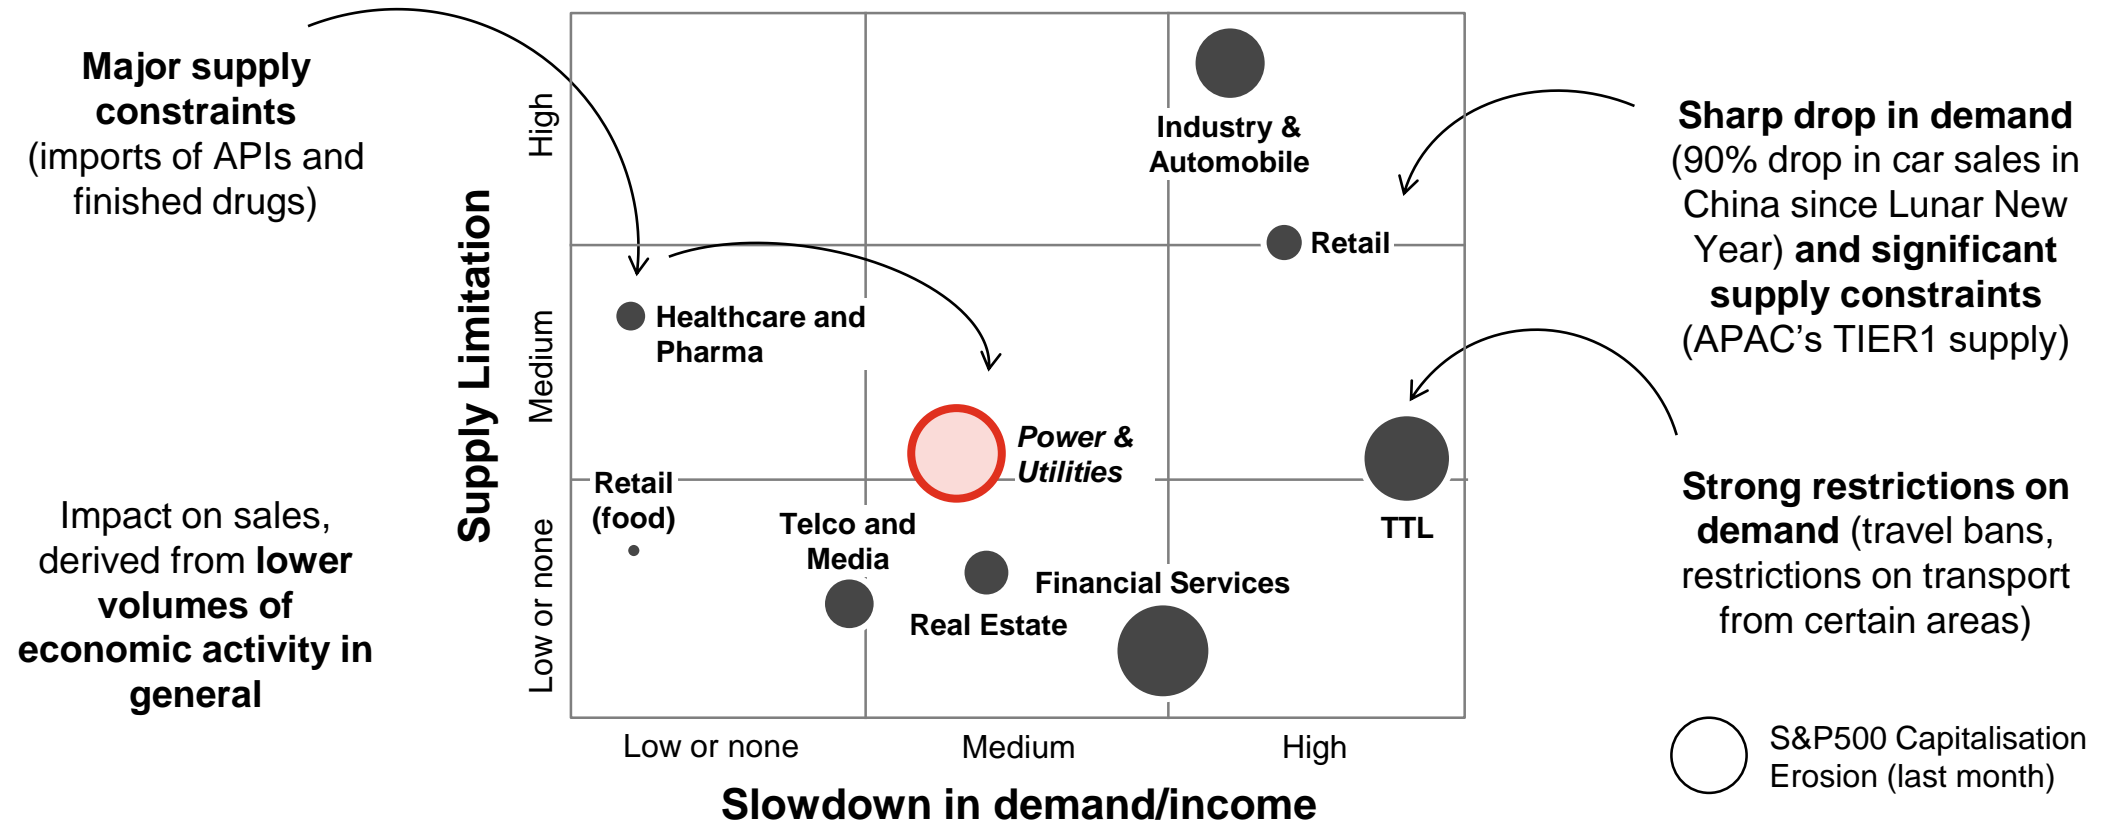 Major supply
constraints
(imports of APIs and
finished drugs)
Impact on sales,
derived from lower
volumes of
economic activity in
general
Supply Limitation
High
Medium
Low or none
Industry &
Automobile
Retail
Healthcare and
Pharma
Power &
Utilities
Retail
(food)
Telco and
Media
TTL
Financial Services
Real Estate
Low or none
Medium
High
Slowdown in demand/income
Sharp drop in demand
(90% drop in car sales in
China since Lunar New
Year) and significant
supply constraints
(APAC’s TIER1 supply)
Strong restrictions on
demand (travel bans,
restrictions on transport
from certain areas)
S&P500 Capitalisation
Erosion (last month)